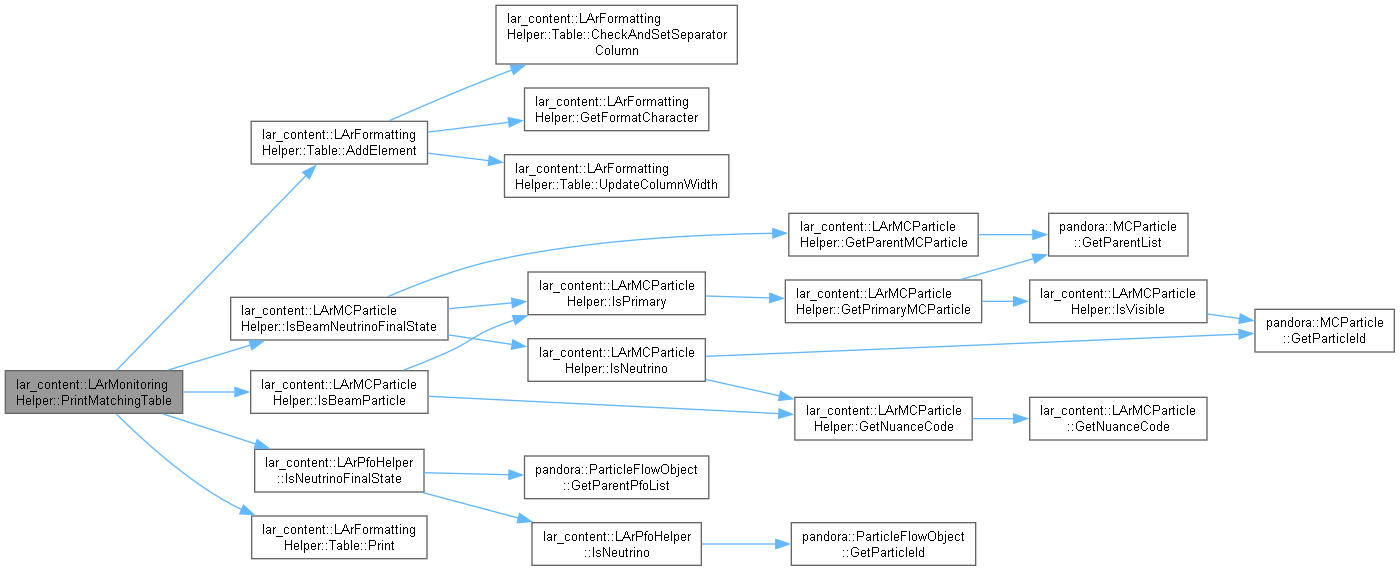 lar_content::LArFormatting
Helper::Table::CheckAndSetSeparator
Column
lar_content::LArFormatting
Helper::GetFormatCharacter
lar_content::LArFormatting
Helper::Table::AddElement
lar_content::LArFormatting
Helper::Table::UpdateColumnWidth
lar_content::LArMCParticle
Helper::GetParentMCParticle
pandora::MCParticle
::GetParentList
lar_content::LArMCParticle
Helper::IsPrimary
lar_content::LArMCParticle
Helper::GetPrimaryMCParticle
lar_content::LArMCParticle
Helper::IsVisible
lar_content::LArMCParticle
Helper::IsBeamNeutrinoFinalState
pandora::MCParticle
::GetParticleId
lar_content::LArMCParticle
Helper::IsNeutrino
lar_content::LArMonitoring
Helper::PrintMatchingTable
lar_content::LArMCParticle
Helper::IsBeamParticle
lar_content::LArMCParticle
Helper::GetNuanceCode
lar_content::LArMCParticle
::GetNuanceCode
lar_content::LArPfoHelper
::IsNeutrinoFinalState
pandora::ParticleFlowObject
::GetParentPfoList
lar_content::LArFormatting
Helper::Table::Print
lar_content::LArPfoHelper
::IsNeutrino
pandora::ParticleFlowObject
::GetParticleId